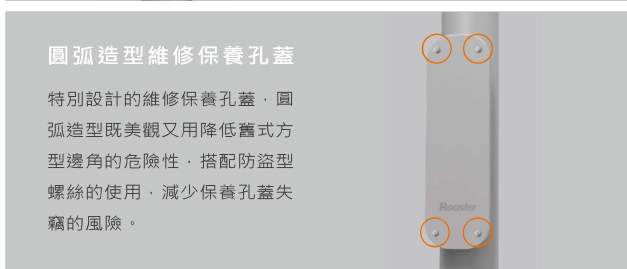 圓弧造型維修保養孔蓋
特別設計的維修保養孔蓋，圓
弧造型既美觀又用降低舊式方
型邊角的危險性，搭配防盜型
螺絲的使用，減少保養孔蓋失
竊的風險。
Rooster